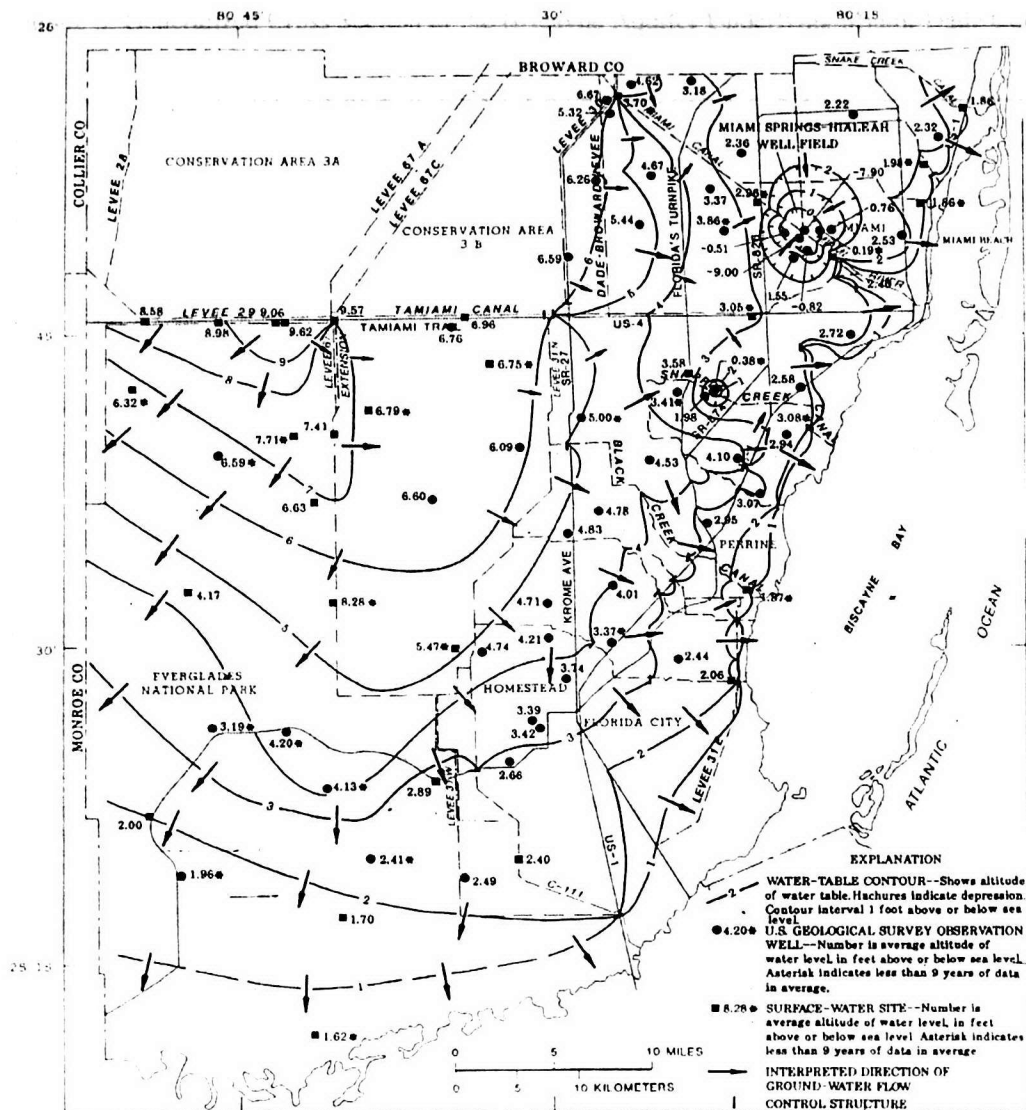 80 45
30
80 15
26
BROWARD CO
SNAKE CREEK
CANAL
COLLIER CO
LEVEE 28
CONSERVATION AREA 3A
LEVEE 67 A
LEVEE 67 C
CONSERVATION AREA
3 B
6.67
5.32
4.62
3.70
3.18
MIAMI
CANAL
2.22
1.86
S-1
MIAMI SPRINGS-HIALEAH
WELL FIELD
2.32
2.36
1.98
-7.90
DADE-BROWARD LEVEE
6.26
4.67
FLORIDA'S TURNPIKE
3.37
1.86*
-0.76
3.86*
5.44
MIAMI
2.53
MIAMI BEACH
-0.51
SR-826
0.19*
6.59
-9.00
RIVER
2.40
1.55
-0.82
3.05
8.58
LEVEE 29
9.06
9.57
TAMIAMI CANAL
8.98
9.62
TAMIAMI TRAIL
6.96
6.76
US-4
45
2.72
LEVEE 67
EXTENSION
LEVEE 31N
SR-27
6.75*
3.58
0.38*
2.58
SNAPPER
CREEK
CANAL
6.32*
6.79*
3.41
1.98
SR-874
5.00*
3.08*
2.94
7.71*
7.41
6.09
BLACK
CREEK
CANAL
6.59*
4.53
4.10
6.63
6.60
4.78
3.07
2.95
4.83
PERRINE
KROME AVE
4.17
8.28*
4.71
4.01
3.87*
BISCAYNE BAY
ATLANTIC OCEAN
5.47*
4.74
4.21
3.37*
30
2.44
3.74
2.06
EVERGLADES
NATIONAL PARK
MONROE CO
HOMESTEAD
3.39
3.42
FLORIDA CITY
3.19*
4.20*
2.66
LEVEE 31E
4.13*
2.89
LEVEE 31W
2.00
US-1
1.96*
2.41*
2.40
2.49
C-111
1.70
25 15
1.62*
0 10 MILES
0 5 10 KILOMETERS
EXPLANATION
2 WATER-TABLE CONTOUR--Shows altitude
of water table. Hachures indicate depression.
Contour interval 1 foot above or below sea
level.
4.20* U.S. GEOLOGICAL SURVEY OBSERVATION
WELL--Number is average altitude of
water level, in feet above or below sea level.
Asterisk indicates less than 9 years of data
in average.
8.28* SURFACE-WATER SITE--Number is
average altitude of water level, in feet
above or below sea level Asterisk indicates
less than 9 years of data in average
INTERPRETED DIRECTION OF
GROUND-WATER FLOW
CONTROL STRUCTURE